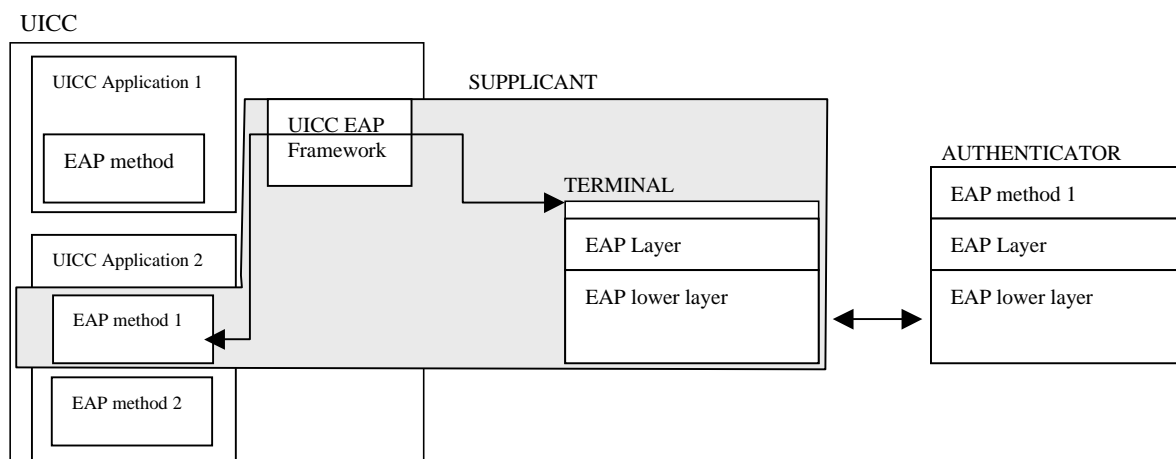 UICC
UICC Application 1
EAP method
UICC EAP
Framework
SUPPLICANT
TERMINAL
EAP Layer
EAP lower layer
AUTHENTICATOR
EAP method 1
EAP Layer
EAP lower layer
UICC Application 2
EAP method 1
EAP method 2